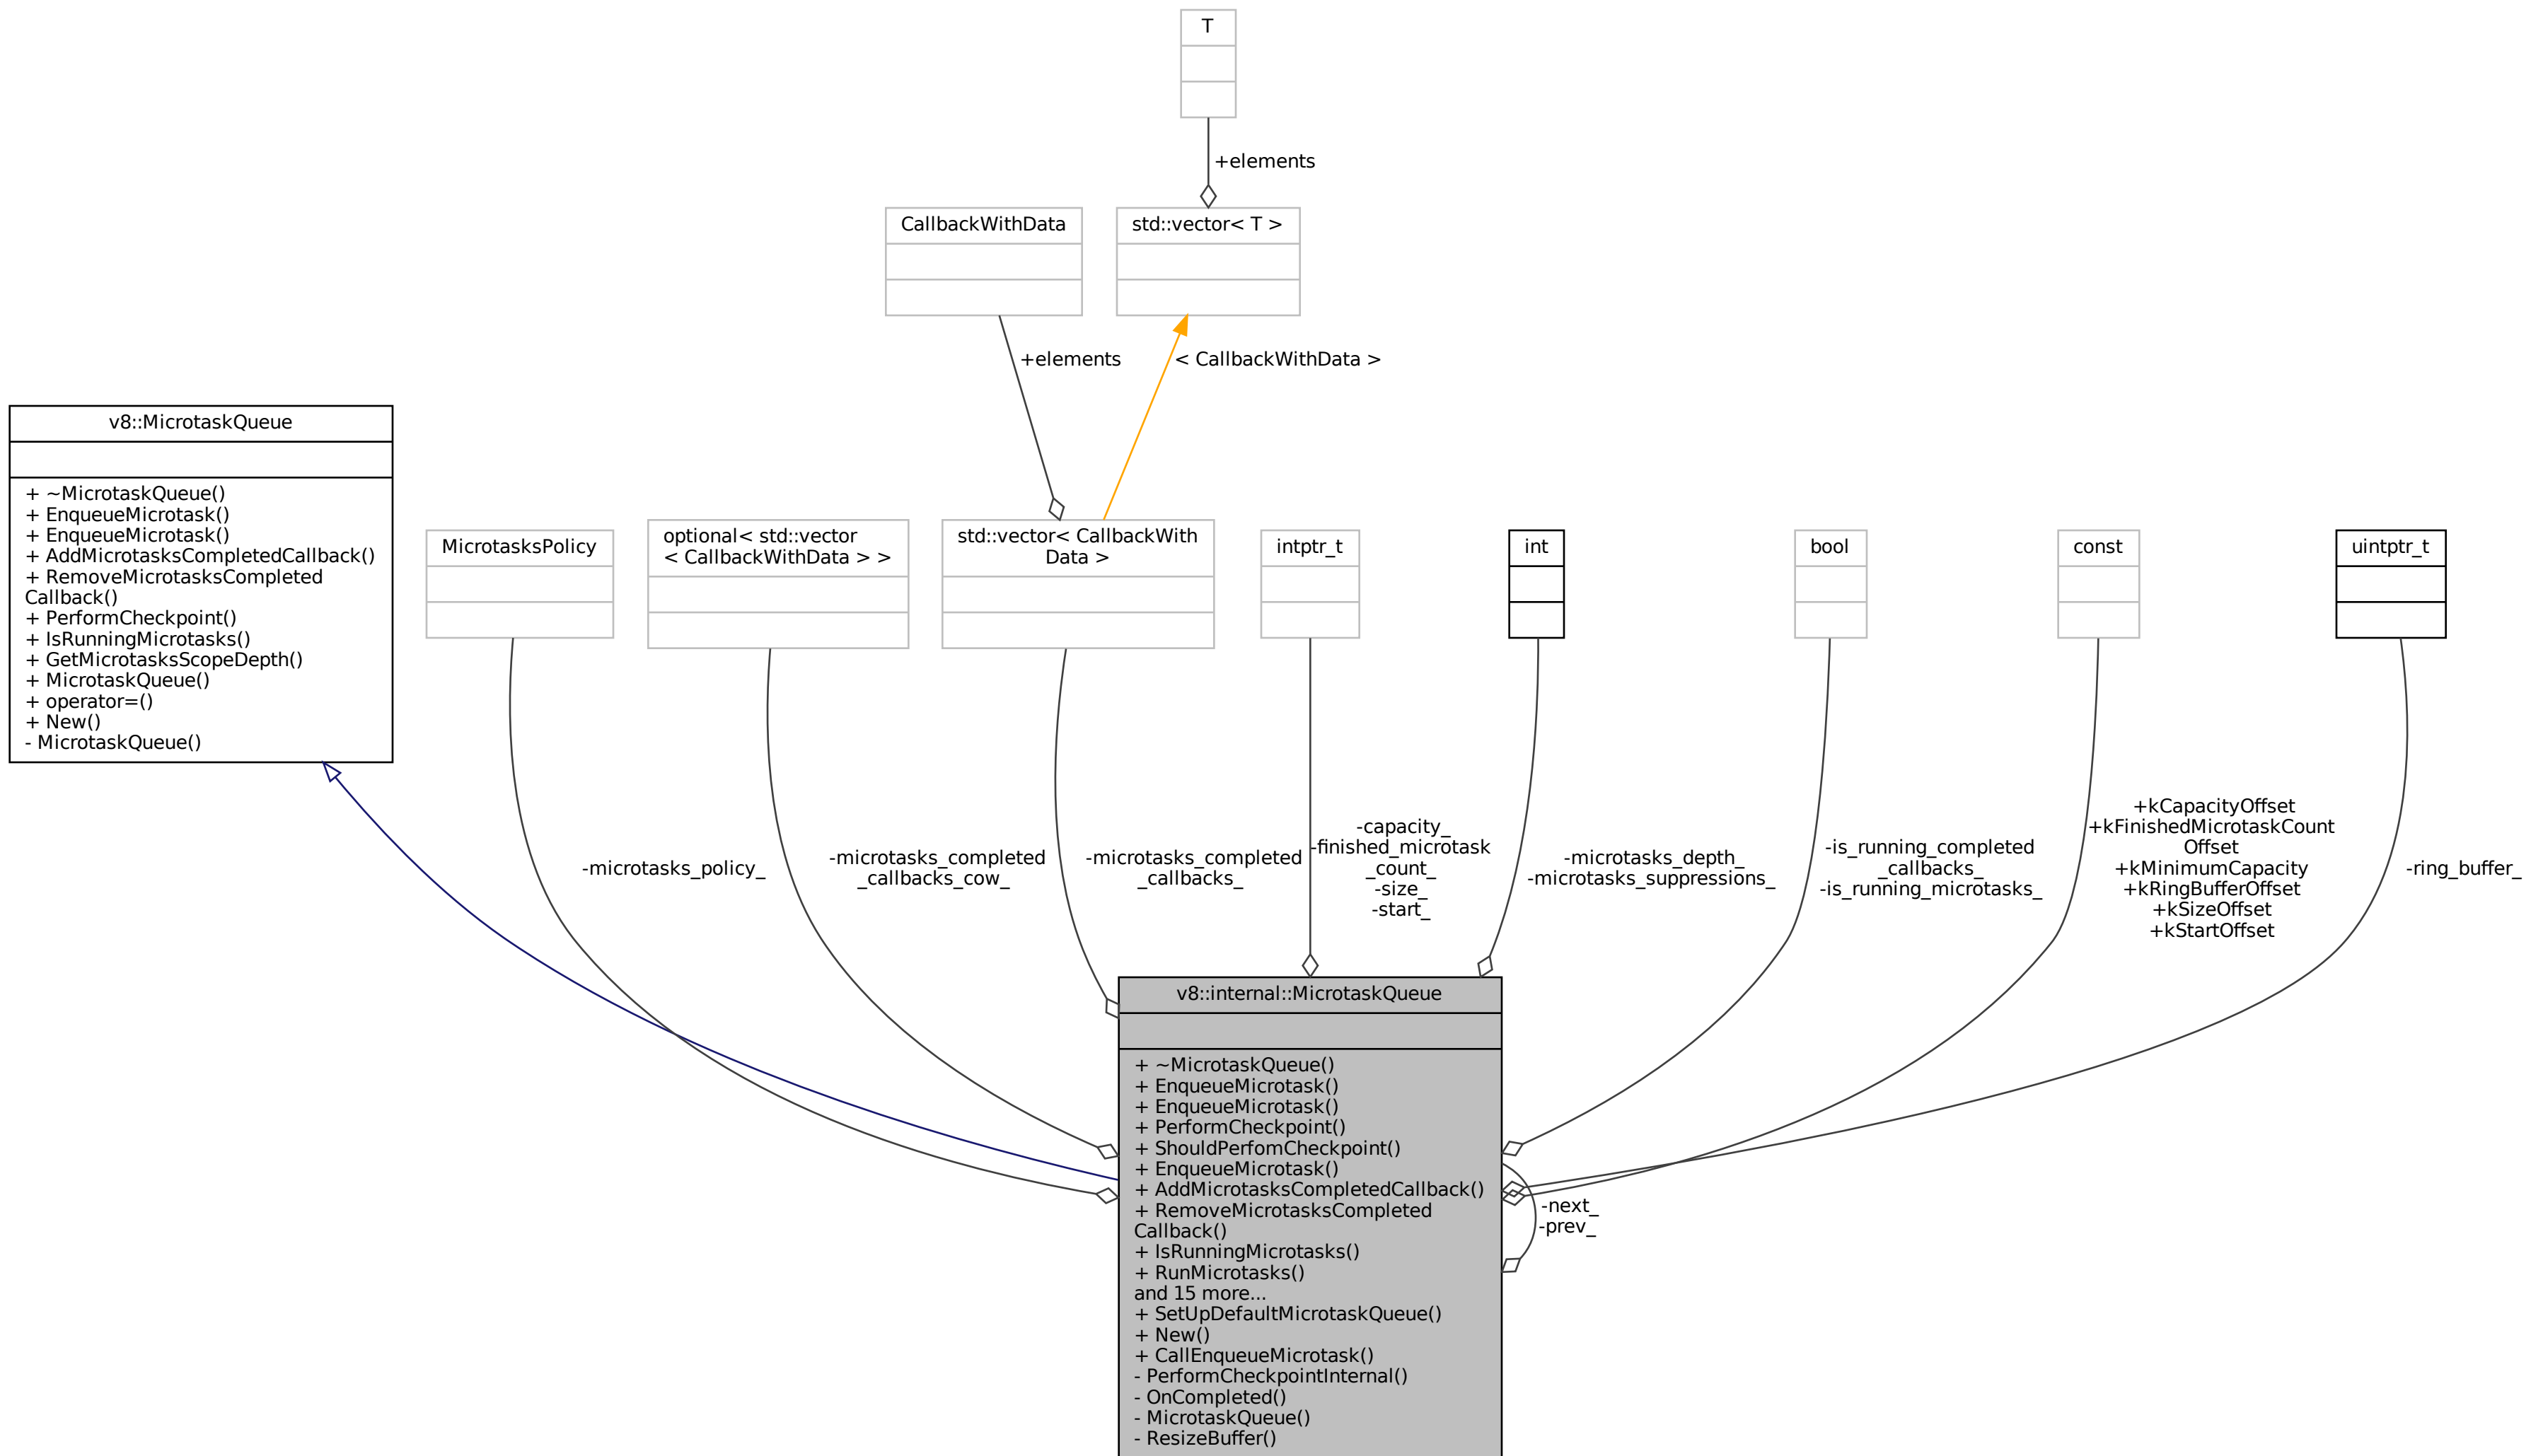 T
+elements
CallbackWithData
std::vector< T >
+elements
< CallbackWithData >
v8::MicrotaskQueue
+ ~MicrotaskQueue()
+ EnqueueMicrotask()
+ EnqueueMicrotask()
+ AddMicrotasksCompletedCallback()
+ RemoveMicrotasksCompleted
Callback()
+ PerformCheckpoint()
+ IsRunningMicrotasks()
+ GetMicrotasksScopeDepth()
+ MicrotaskQueue()
+ operator=()
+ New()
- MicrotaskQueue()
MicrotasksPolicy
optional< std::vector
< CallbackWithData > >
std::vector< CallbackWith
Data >
intptr_t
int
bool
const
uintptr_t
-microtasks_policy_
-microtasks_completed
_callbacks_cow_
-microtasks_completed
_callbacks_
-capacity_
-finished_microtask
_count_
-size_
-start_
-microtasks_depth_
-microtasks_suppressions_
-is_running_completed
_callbacks_
-is_running_microtasks_
+kCapacityOffset
+kFinishedMicrotaskCount
Offset
+kMinimumCapacity
+kRingBufferOffset
+kSizeOffset
+kStartOffset
-ring_buffer_
v8::internal::MicrotaskQueue
+ ~MicrotaskQueue()
+ EnqueueMicrotask()
+ EnqueueMicrotask()
+ PerformCheckpoint()
+ ShouldPerfomCheckpoint()
+ EnqueueMicrotask()
+ AddMicrotasksCompletedCallback()
+ RemoveMicrotasksCompleted
Callback()
+ IsRunningMicrotasks()
+ RunMicrotasks()
and 15 more...
+ SetUpDefaultMicrotaskQueue()
+ New()
+ CallEnqueueMicrotask()
- PerformCheckpointInternal()
- OnCompleted()
- MicrotaskQueue()
- ResizeBuffer()
-next_
-prev_